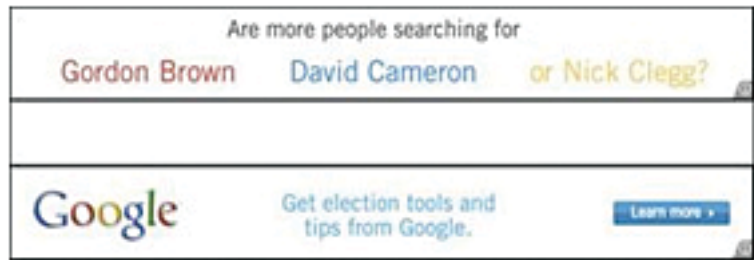 Are more people searching for
Gordon Brown David Cameron or Nick Clegg?
Google
Get election tools and
tips from Google.
Learn more ›